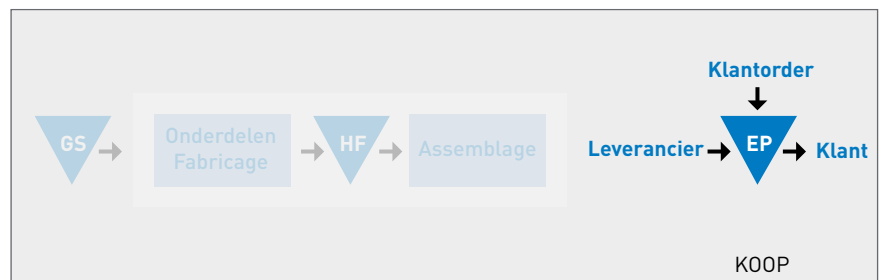 Klantorder
GS
Onderdelen
Fabricage
HF
Assemblage
Leverancier
EP
Klant
KOOP